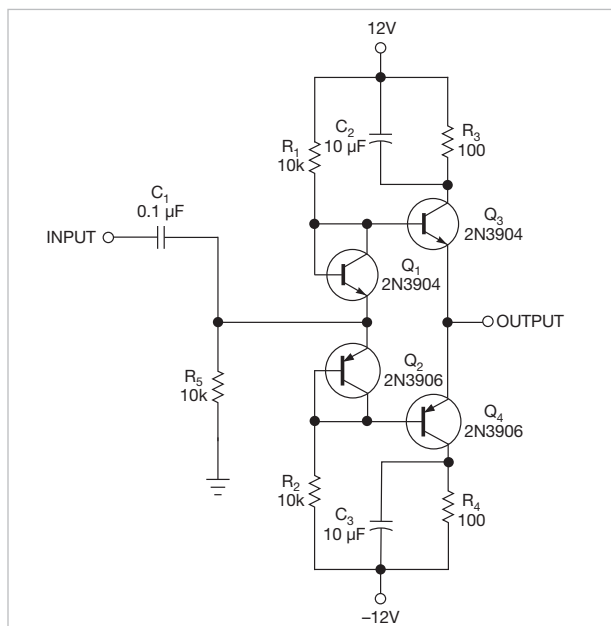 12V
C2
10 µF
R3
100
R1
10k
C1
0.1 µF
INPUT
Q3
2N3904
Q1
2N3904
OUTPUT
Q2
2N3906
R5
10k
Q4
2N3906
R2
10k
C3
10 µF
R4
100
–12V